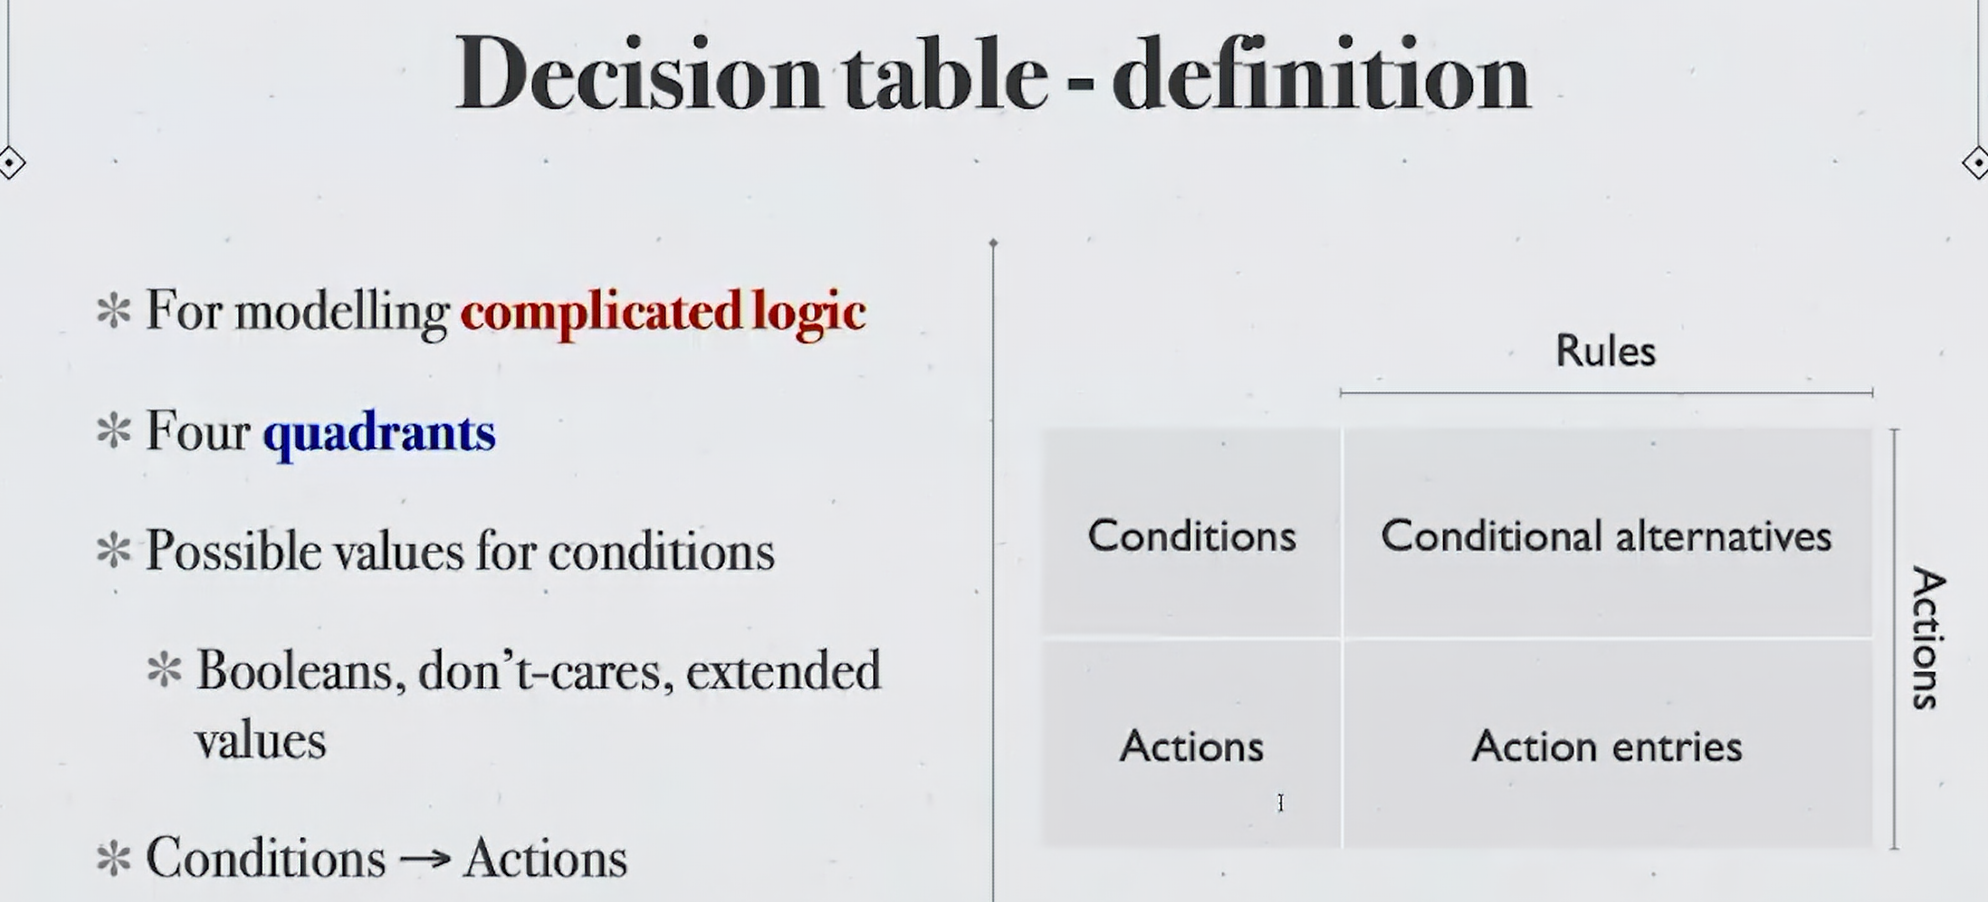 Decision table - definition
* For modelling complicated logic
* Four quadrants
* Possible values for conditions
* Booleans, don't-cares, extended
values
* Conditions → Actions
Rules
Conditions
Conditional alternatives
Actions
Action entries
Actions